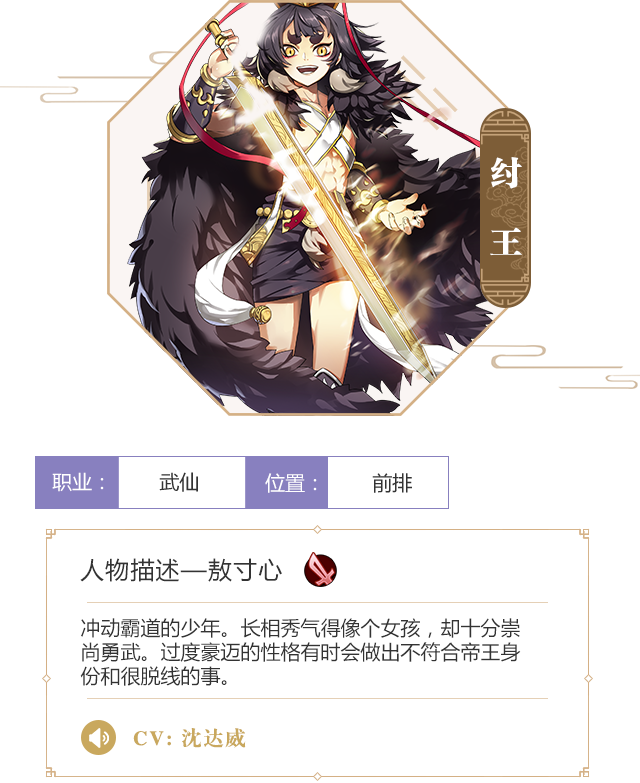 纣王
职业： 武仙 位置： 前排
人物描述—敖寸心
冲动霸道的少年。长相秀气得像个女孩，却十分崇
尚勇武。过度豪迈的性格有时会做出不符合帝王身
份和很脱线的事。
CV: 沈达威